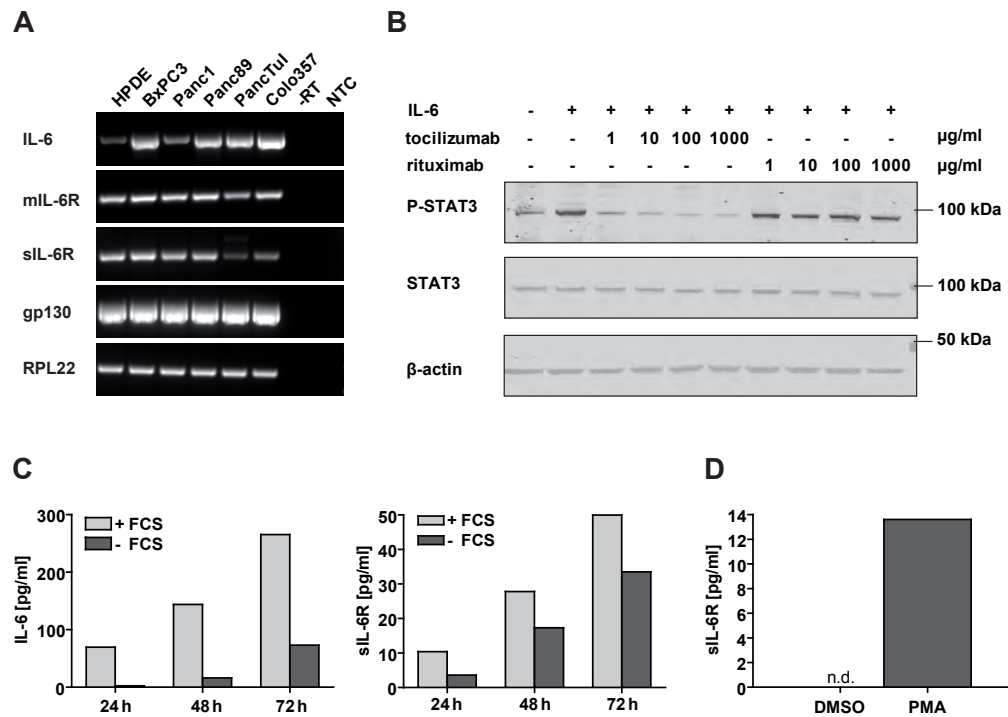 A
HPDE BxPC3 Panc1 Panc89 PancTuI Colo357 -RT NTC
IL-6
mIL-6R
sIL-6R
gp130
RPL22
B
IL-6 - + + + + + + + + +
tocilizumab - - 1 10 100 1000 - - - - µg/ml
rituximab - - - - - - 1 10 100 1000 µg/ml
P-STAT3 100 kDa
STAT3 100 kDa
50 kDa
β-actin
C
IL-6 [pg/ml]
300
200
100
0
+ FCS
- FCS
24 h 48 h 72 h
sIL-6R [pg/ml]
50
40
30
20
10
0
+ FCS
- FCS
24 h 48 h 72 h
D
sIL-6R [pg/ml]
14
12
10
8
6
4
2
0
n.d.
DMSO PMA